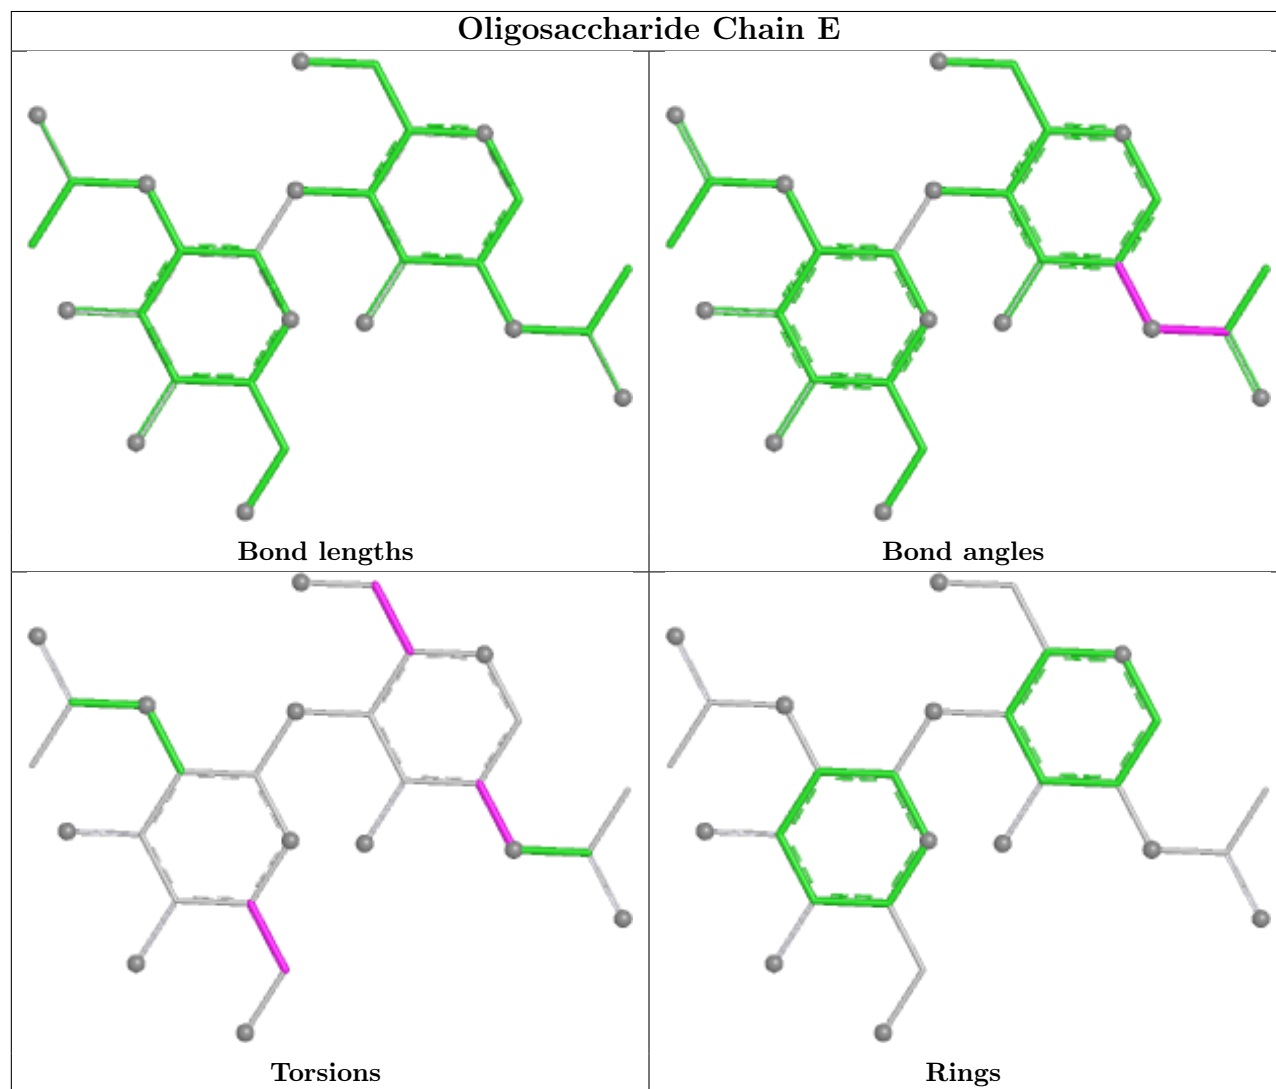 Oligosaccharide Chain E
Bond lengths
Bond angles
Torsions
Rings